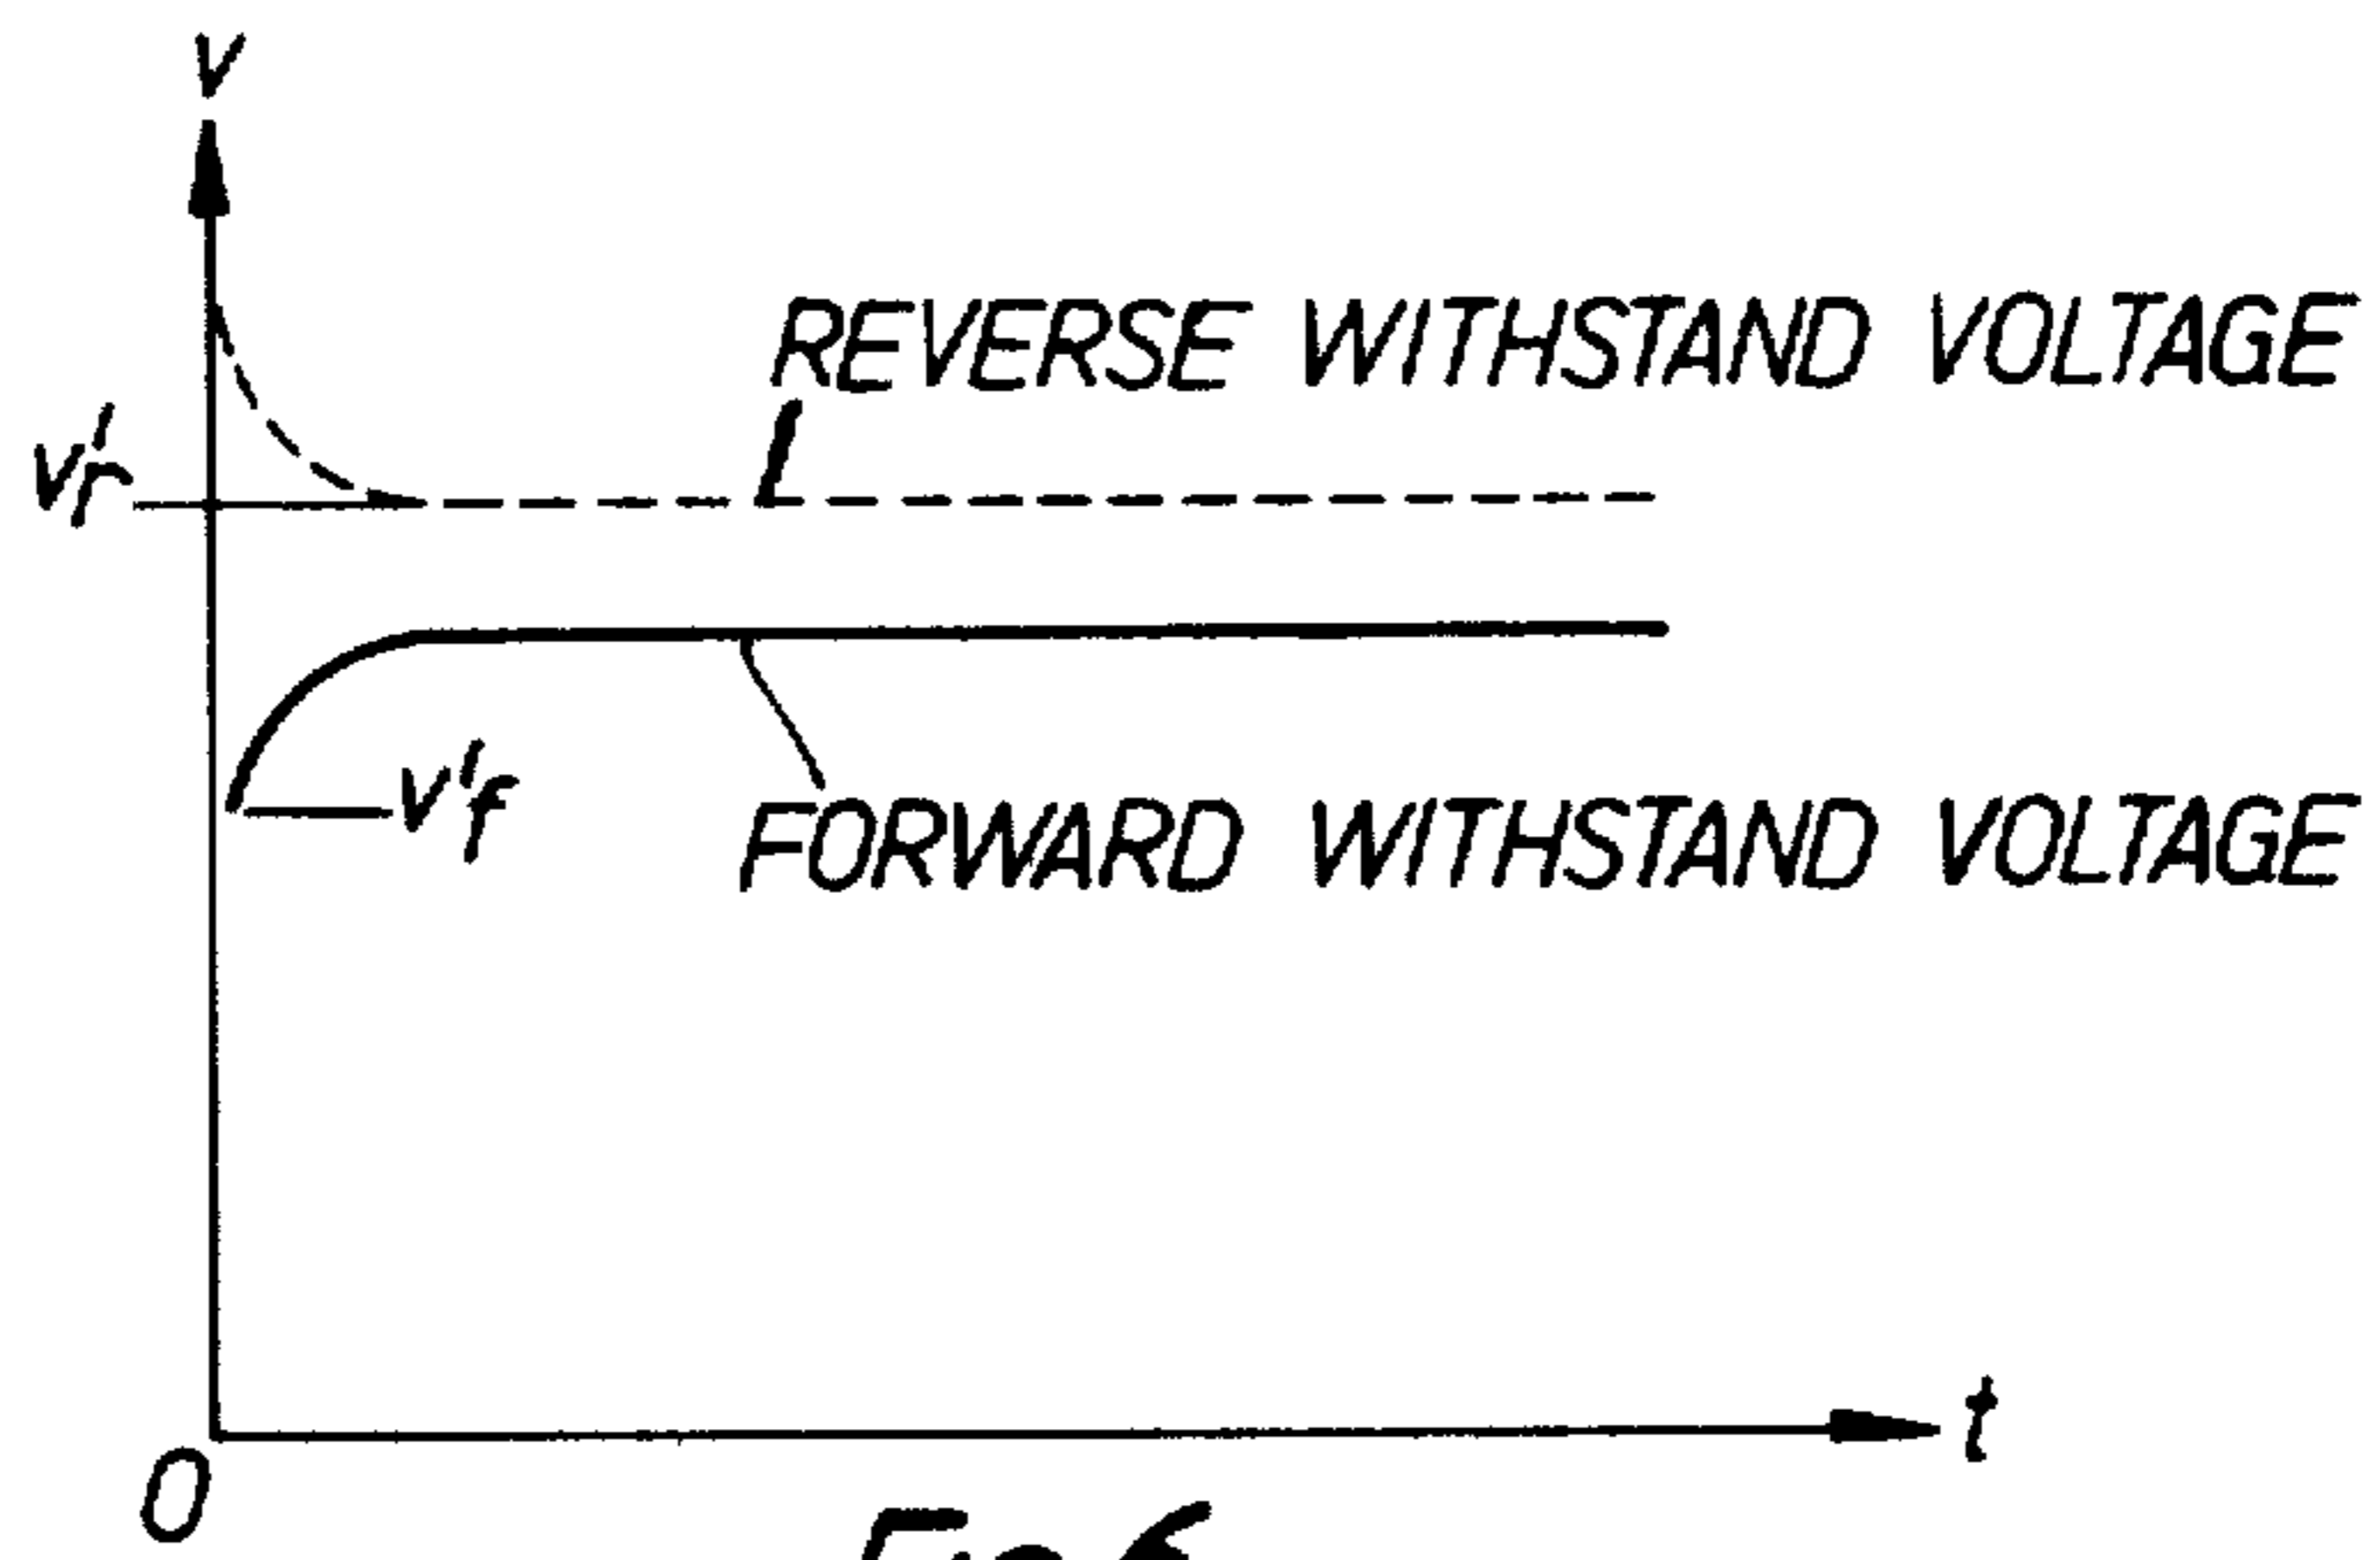 v
REVERSE WITHSTAND VOLTAGE
v'r
v'f
FORWARD WITHSTAND VOLTAGE
t
0